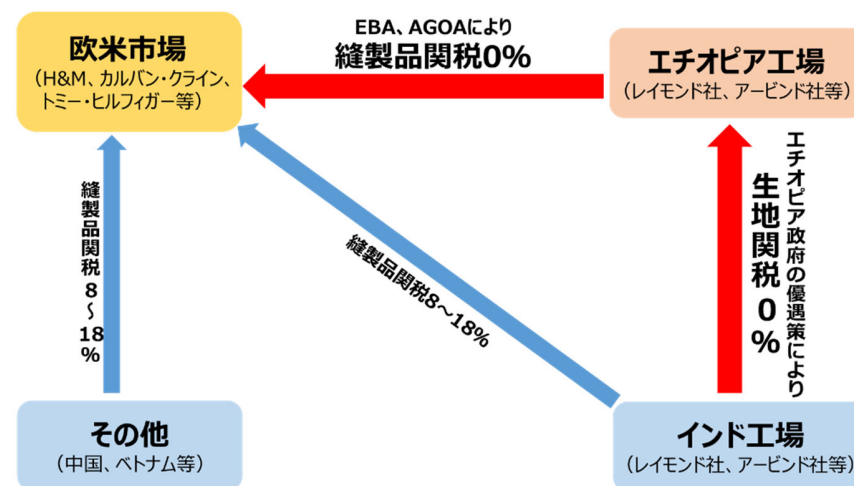 欧米市場
（H&M、カルバン・クライン、
トミー・ヒルフィガー等）
EBA、AGOAにより
縫製品関税0%
エチオピア工場
（レイモンド社、アービンド社等）
縫製品関税8～18%
縫製品関税8～18%
エチオピア政府の優遇策により
生地関税0%
その他
（中国、ベトナム等）
インド工場
（レイモンド社、アービンド社等）